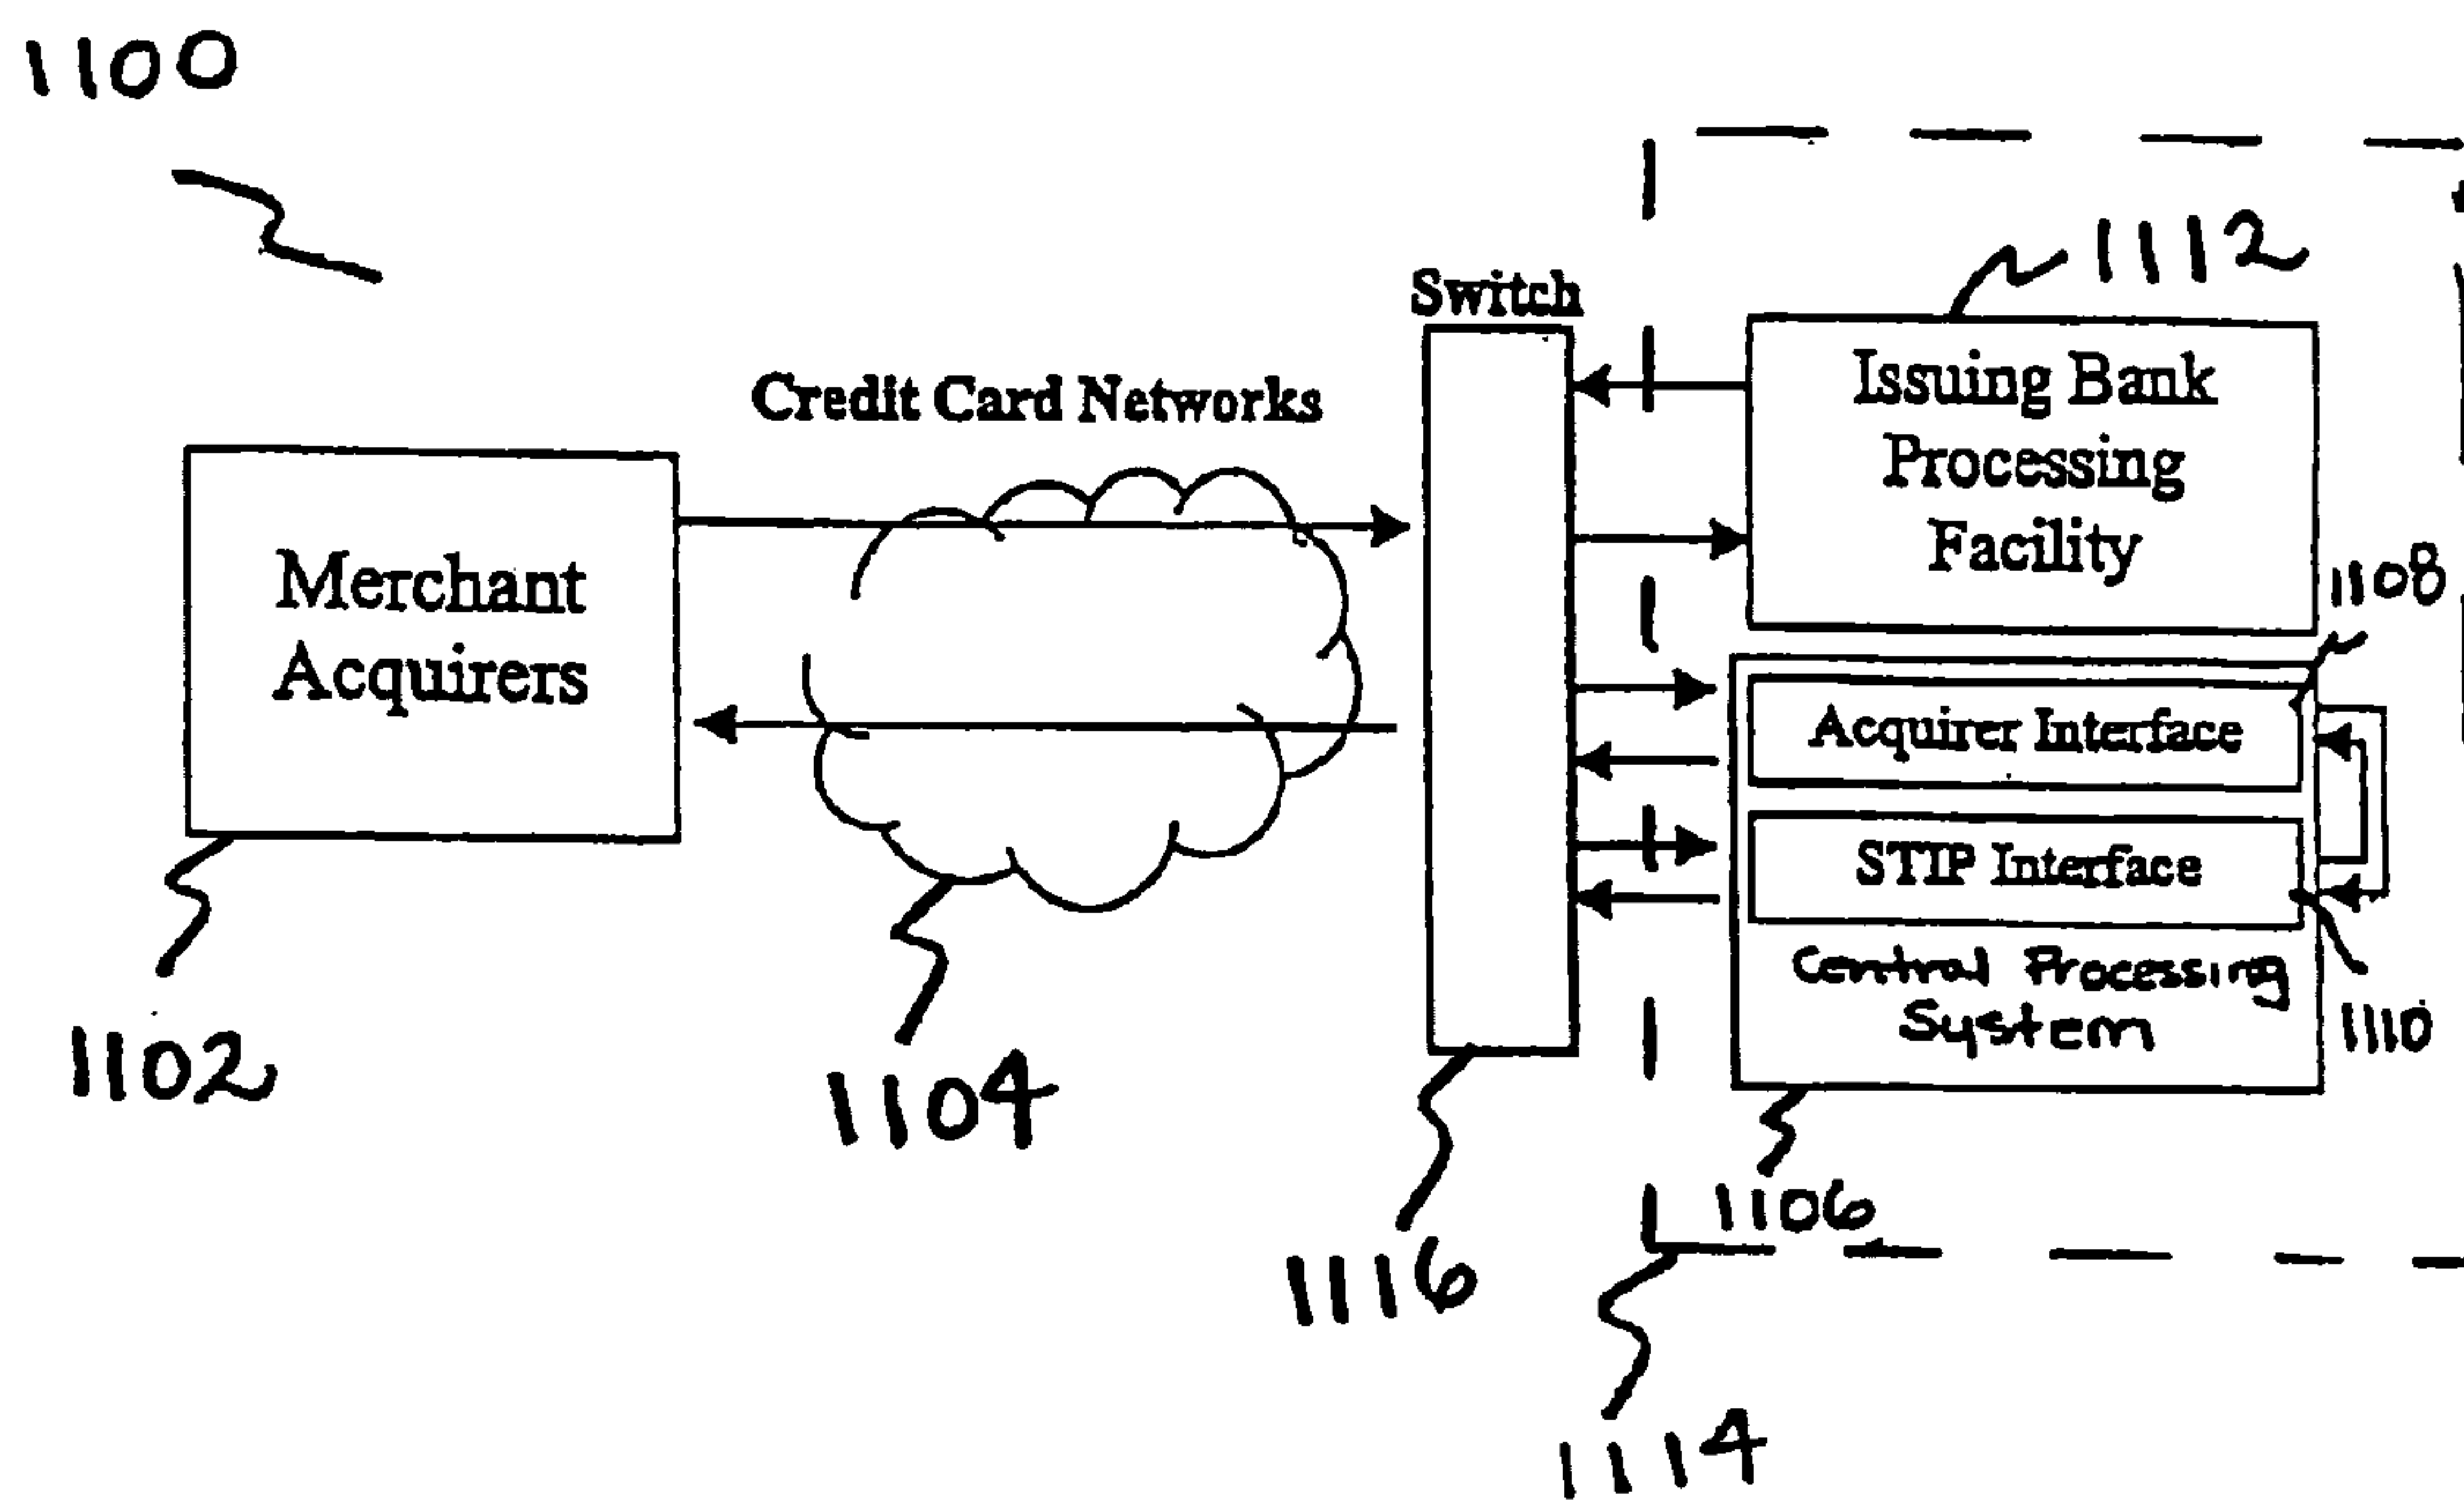 1100
1112
Switch
Credit Card Networks
Issuing Bank
Processing
Facility
1108
Merchant
Acquirers
Acquirer Interface
STIP Interface
Central Processing
System
1110
1102
1104
1106
1116
1114